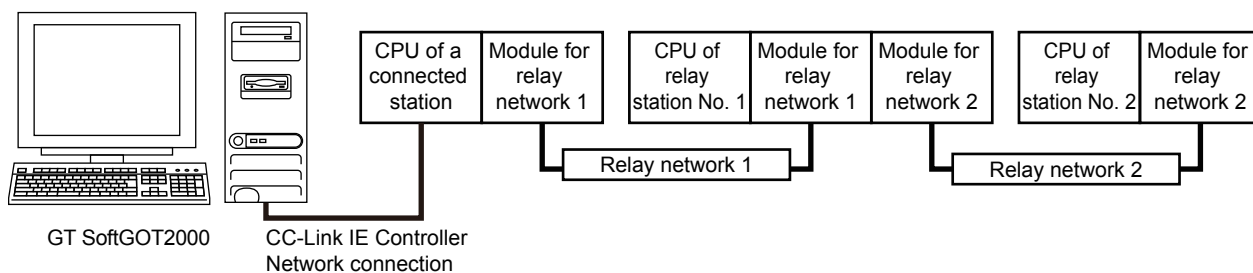 CPU of a
connected
station
Module for
relay
network 1
CPU of
relay
station No. 1
Module for
relay
network 1
Module for
relay
network 2
CPU of
relay
station No. 2
Module for
relay
network 2
Relay network 1
Relay network 2
GT SoftGOT2000
CC-Link IE Controller
Network connection